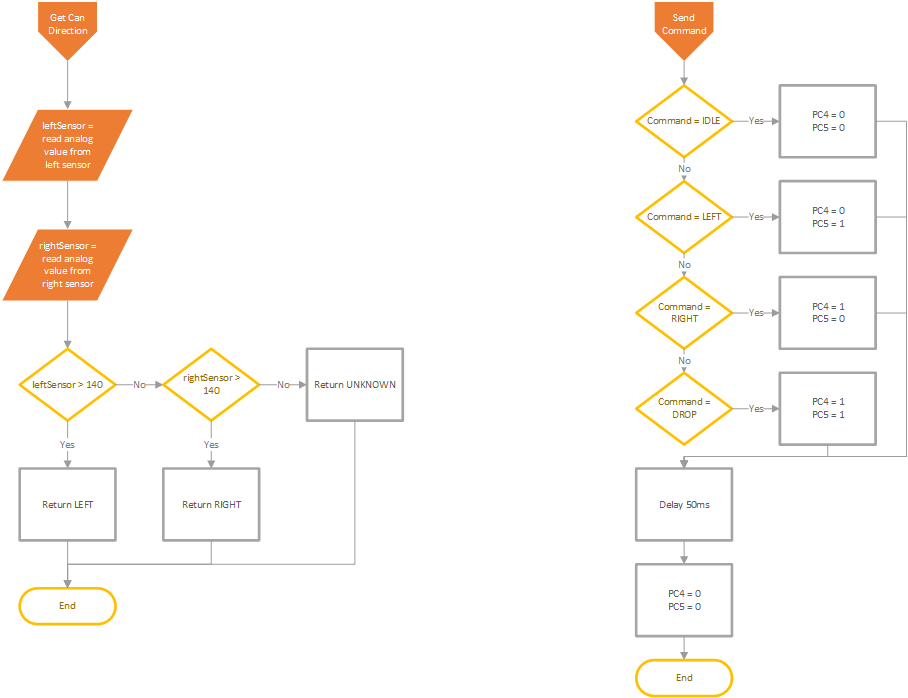 Get Can
Direction
leftSensor =
read analog
value from
left sensor
rightSensor =
read analog
value from
right sensor
leftSensor > 140
No
rightSensor >
140
No
Return UNKNOWN
Yes
Yes
Return LEFT
Return RIGHT
End
Send
Command
Command = IDLE
Yes
PC4 = 0
PC5 = 0
No
Command = LEFT
Yes
PC4 = 0
PC5 = 1
No
Command =
RIGHT
Yes
PC4 = 1
PC5 = 0
No
Command =
DROP
Yes
PC4 = 1
PC5 = 1
Delay 50ms
PC4 = 0
PC5 = 0
End